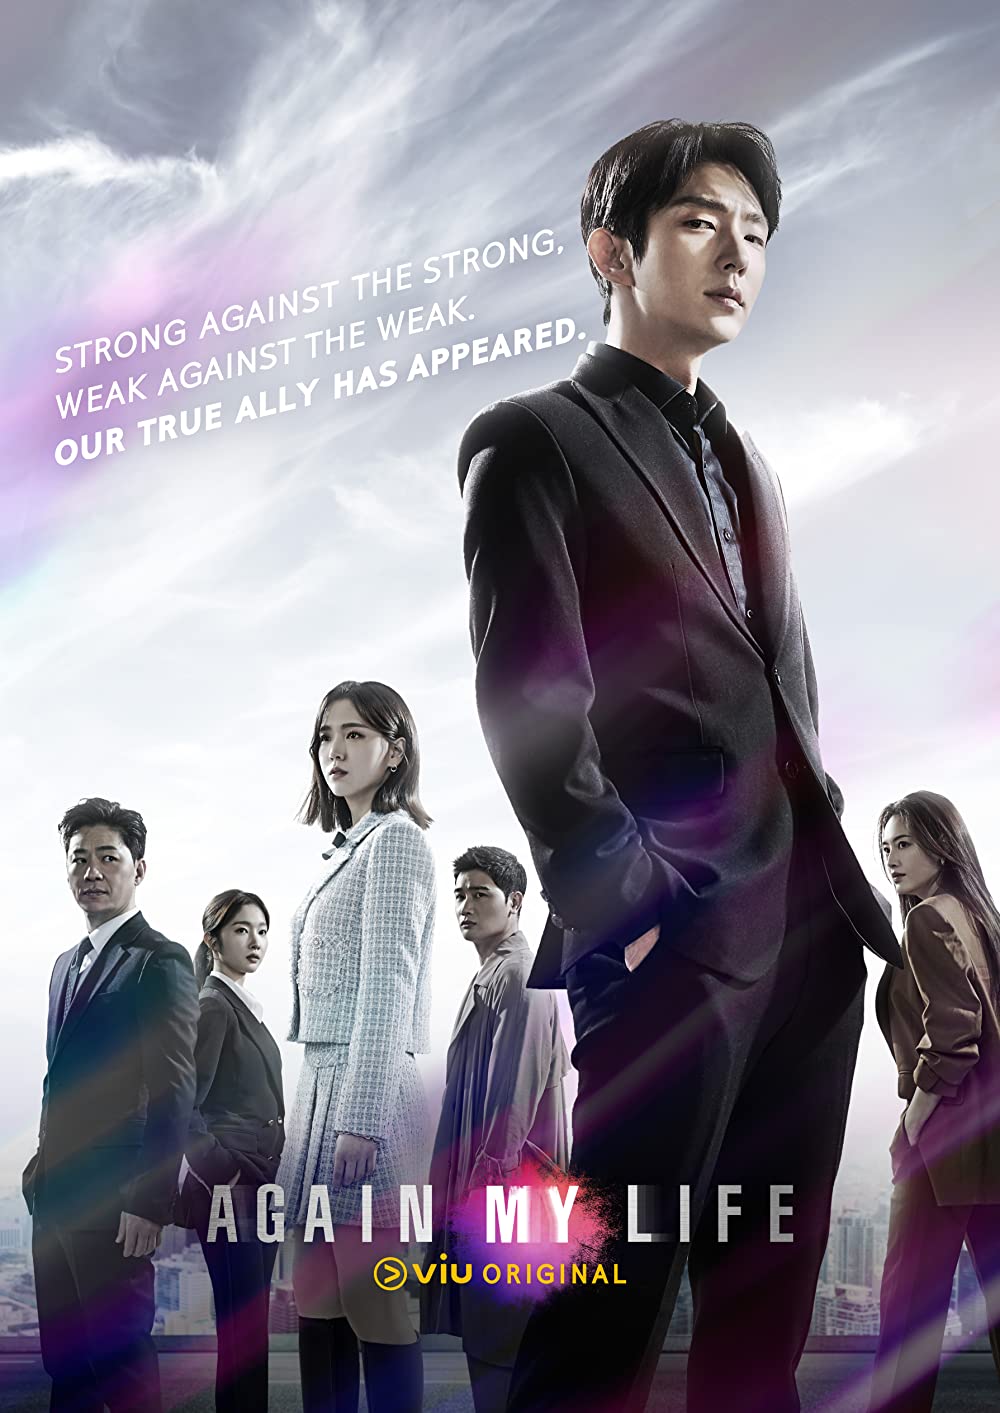 STRONG AGAINST THE STRONG,
WEAK AGAINST THE WEAK.
OUR TRUE ALLY HAS APPEARED.
AGAIN MY LIFE
viu ORIGINAL